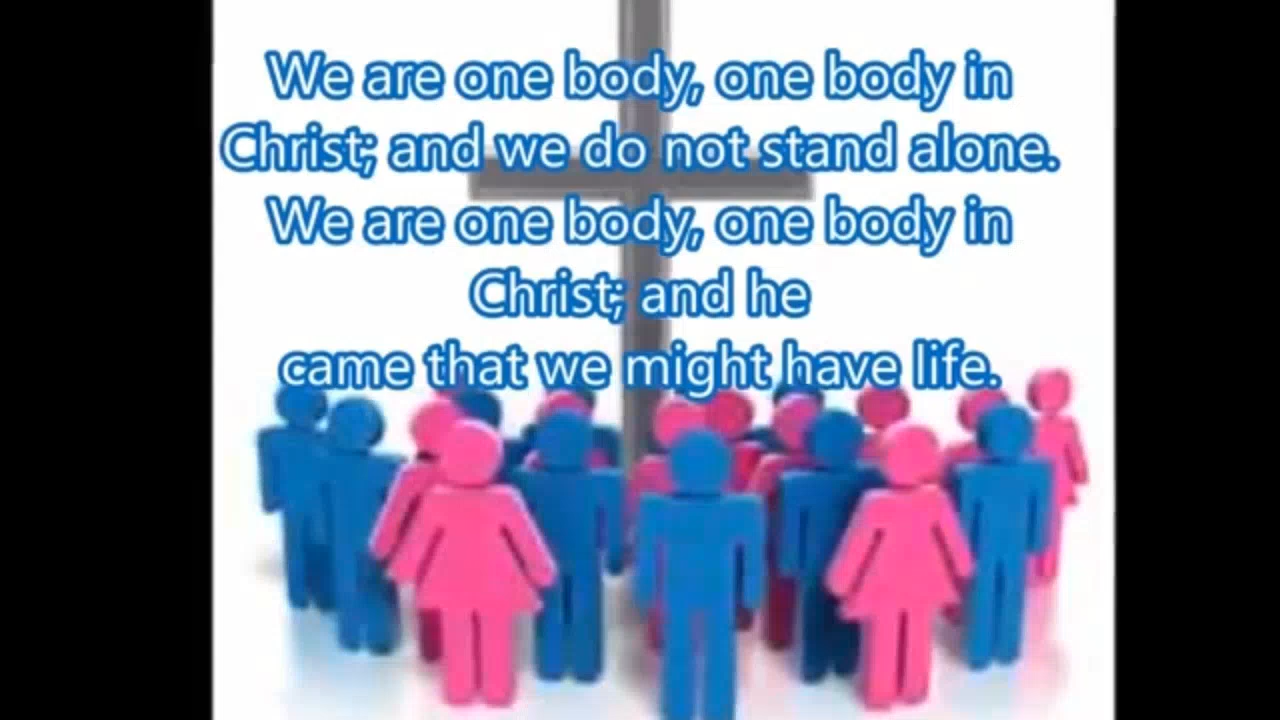 We are one body, one body in
Christ; and we do not stand alone.
We are one body, one body in
Christ; and he
came that we might have life.